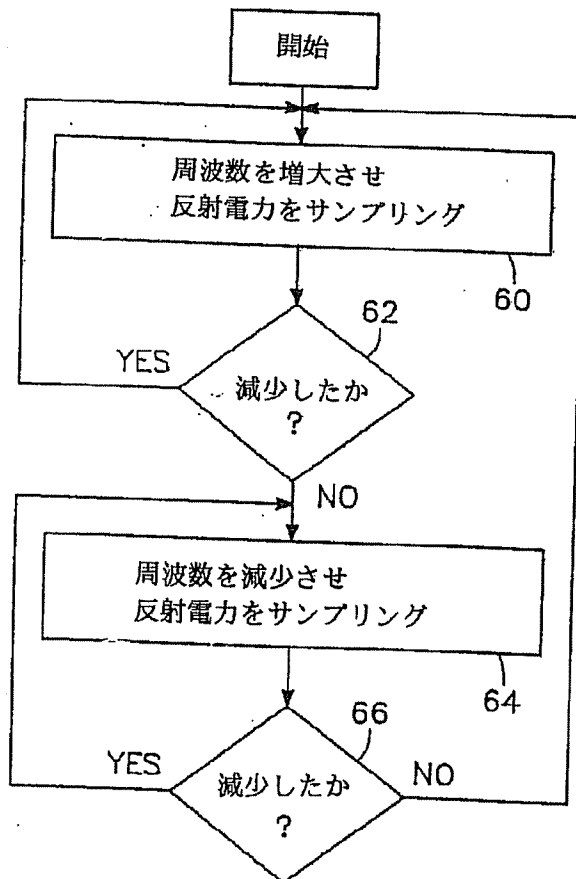 開始
周波数を増大させ
反射電力をサンプリング
60
62
YES
減少したか
?
NO
周波数を減少させ
反射電力をサンプリング
64
66
YES
減少したか
?
NO